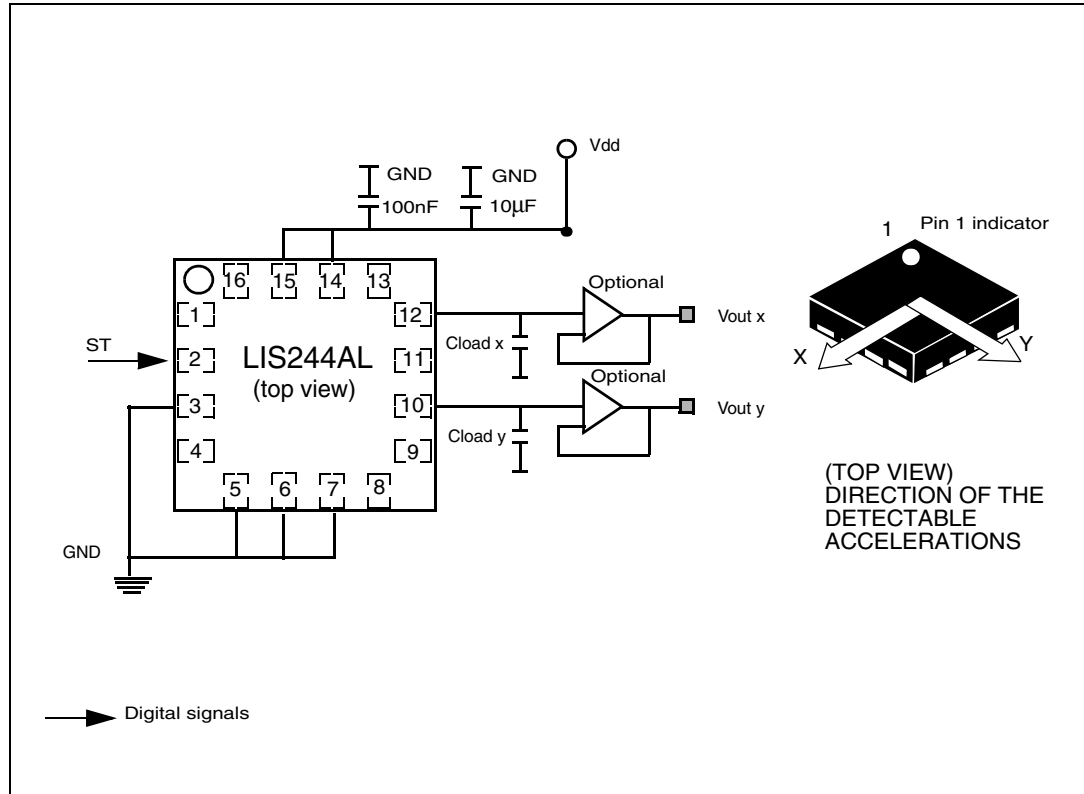 Vdd
GND
GND
100nF
10µF
1
Pin 1 indicator
16
15
14
13
Optional
1
12
Vout x
ST
Cload x
2
LIS244AL
11
X
Y
(top view)
Optional
3
10
Vout y
Cload y
4
9
5
6
7
8
(TOP VIEW)
DIRECTION OF THE
DETECTABLE
ACCELERATIONS
GND
Digital signals